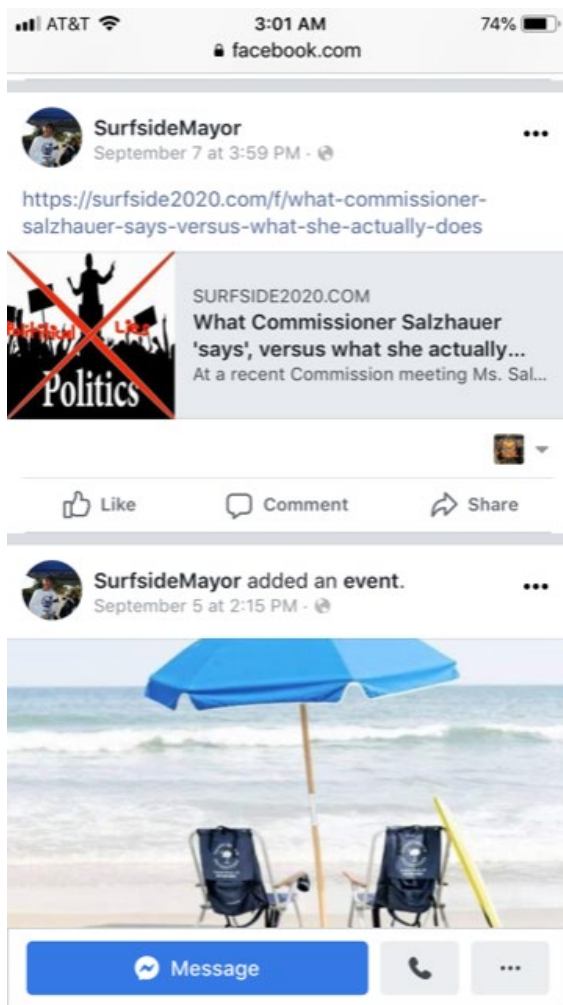 AT&T 3:01 AM 74%
facebook.com
SurfsideMayor
September 7 at 3:59 PM ·
https://surfside2020.com/f/what-commissioner-
salzhauer-says-versus-what-she-actually-does
Politics
Lies
SURFSIDE2020.COM
What Commissioner Salzhauer
'says', versus what she actually...
At a recent Commission meeting Ms. Sal...
Like Comment Share
SurfsideMayor added an event.
September 5 at 2:15 PM ·
Message